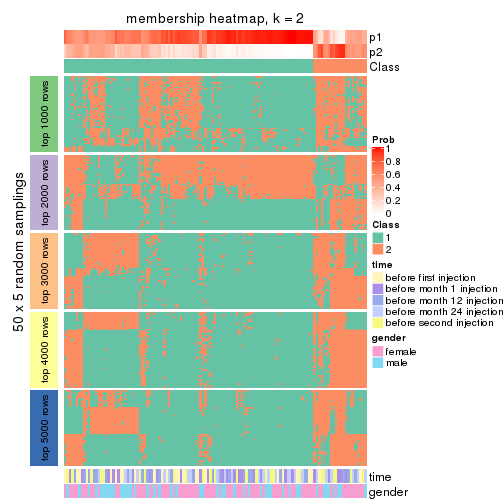 membership heatmap, k = 2
p1
p2
Class
50 x 5 random samplings
top 1000 rows
top 2000 rows
top 3000 rows
top 4000 rows
top 5000 rows
Prob
1
0.8
0.6
0.4
0.2
0
Class
1
2
time
before first injection
before month 1 injection
before month 12 injection
before month 24 injection
before second injection
gender
female
male
time
gender